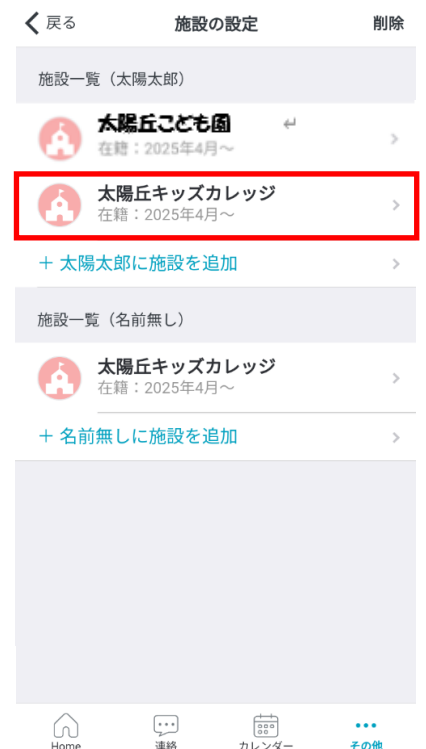 戻る 施設の設定 削除
施設一覧（太陽太郎）
太陽丘こども園 ↵
在籍：2025年4月～
太陽丘キッズカレッジ
在籍：2025年4月～
＋ 太陽太郎に施設を追加
施設一覧（名前無し）
太陽丘キッズカレッジ
在籍：2025年4月～
＋ 名前無しに施設を追加
Home 連絡 カレンダー その他